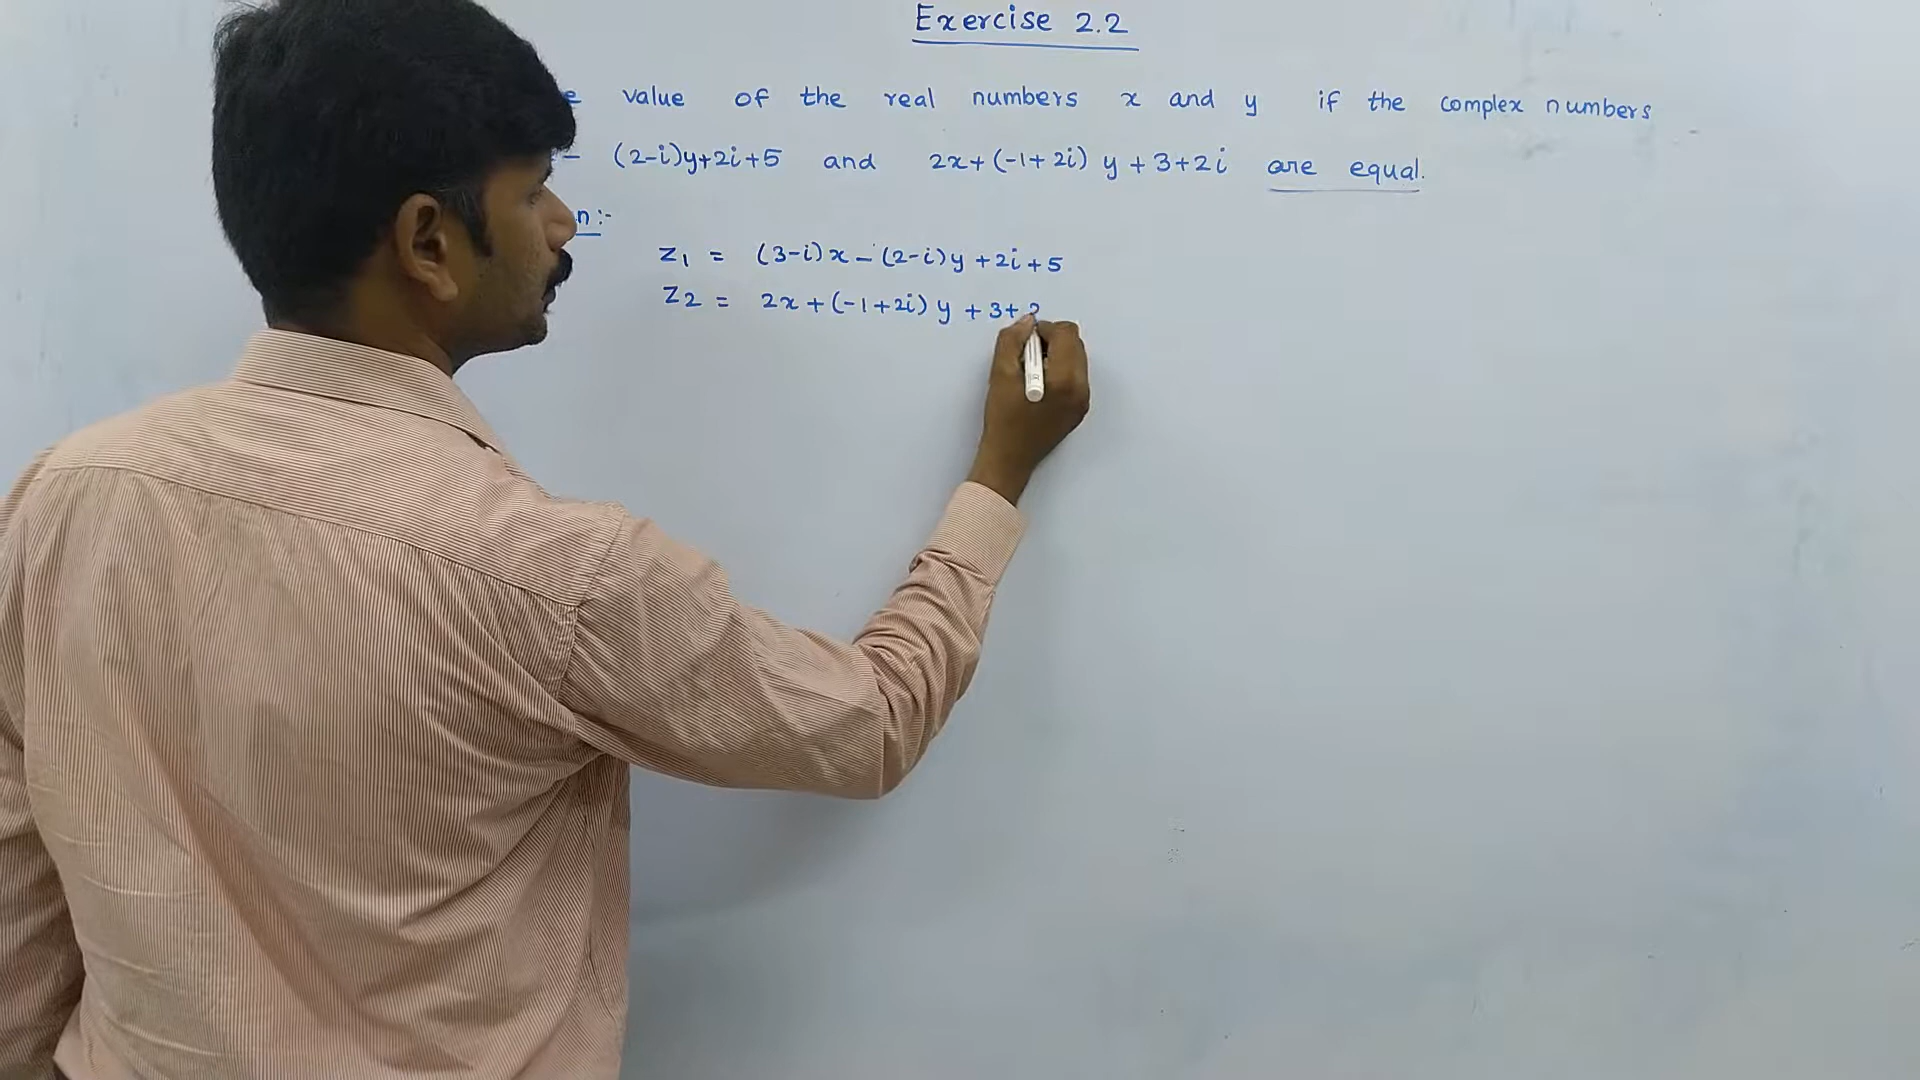 Exercise 2.2
value of the real numbers x and y if the complex numbers
- (2-i)y+2i+5 and 2x+(-1+2i) y+3+2i are equal.
n:-
z₁ = (3-i)x-(2-i)y+2i+5
z₂ = 2x+(-1+2i) y+3+2